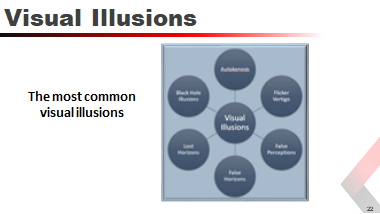 Visual Illusions
The most common
visual illusions
Autokinesis
Black Hole
Illusions
Flicker
Vertigo
Visual
Illusions
Lost
Horizons
False
Perceptions
False
Horizons
22